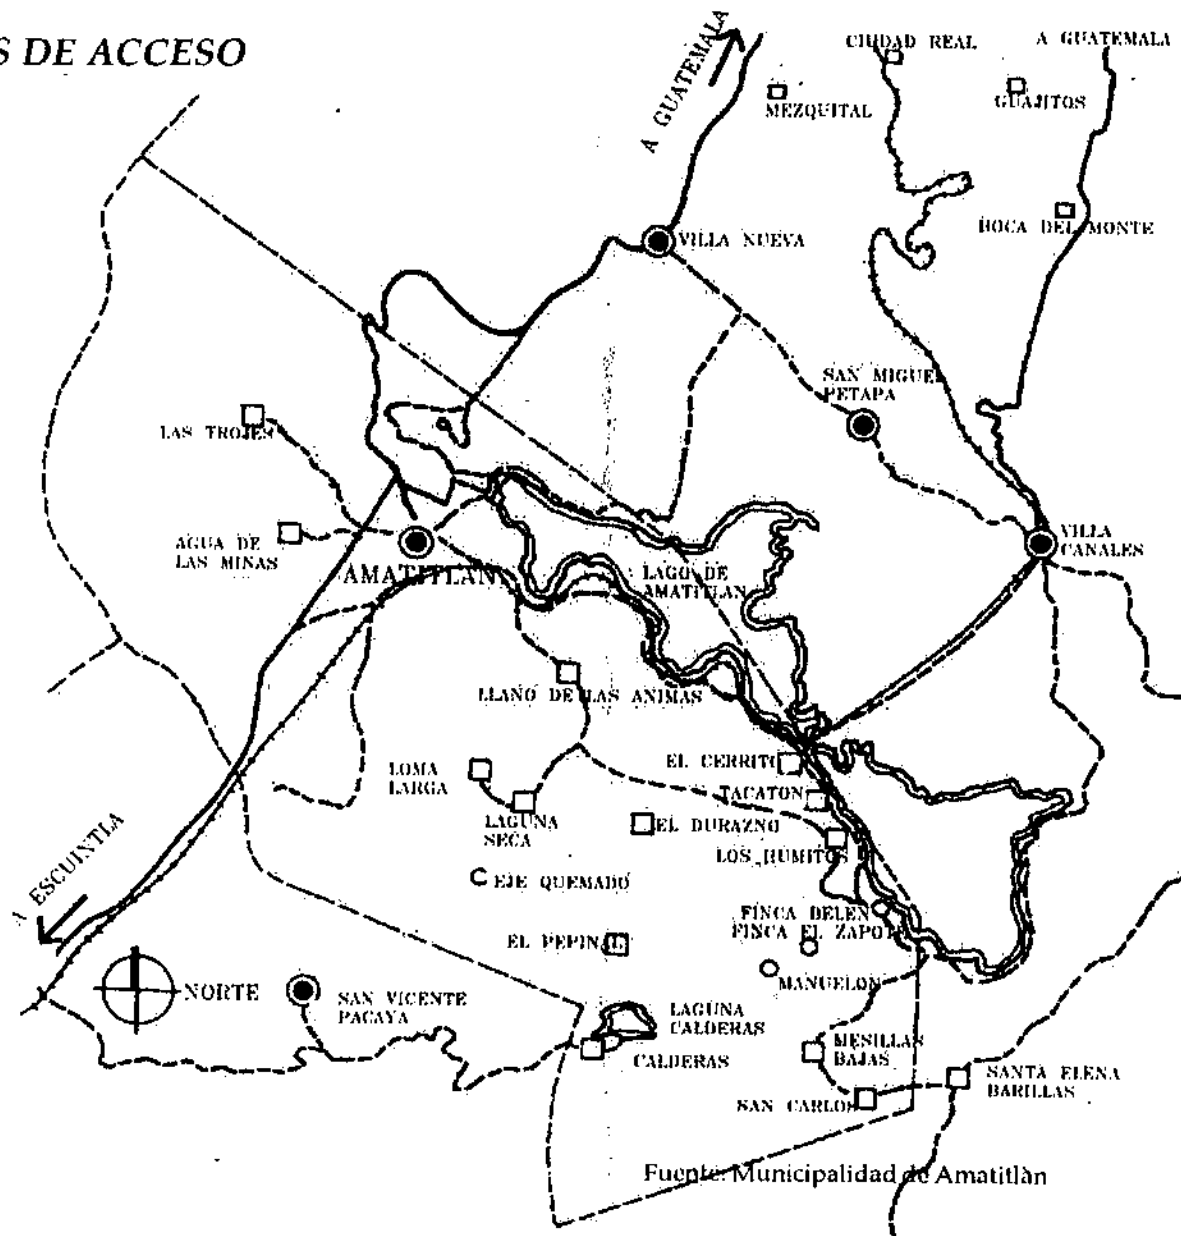 S DE ACCESO
CIUDAD REAL
A GUATEMALA
A GUATEMALA
MEZQUITAL
GUAJITOS
BOCA DEL MONTE
VILLA NUEVA
SAN MIGUEL
PETAPA
LAS TROJES
AGUA DE
LAS MINAS
AMATITLAN
LAGO DE
AMATITLAN
VILLA
CANALES
LLANO DE LAS ANIMAS
EL CERRITO
LOMA
LARGA
TACATON
LAGUNA
SECA
EL DURAZNO
LOS HUMITOS
EJE QUEMADO
A ESCUINTLA
FINCA BELEN
FINCA EL ZAPOTE
EL PEPINAL
MANUELON
NORTE
SAN VICENTE
PACAYA
LAGUNA
CALDERAS
CALDERAS
MESILLAS
BAJAS
SAN CARLOS
SANTA ELENA
BARILLAS
Fuente: Municipalidad de Amatitlàn